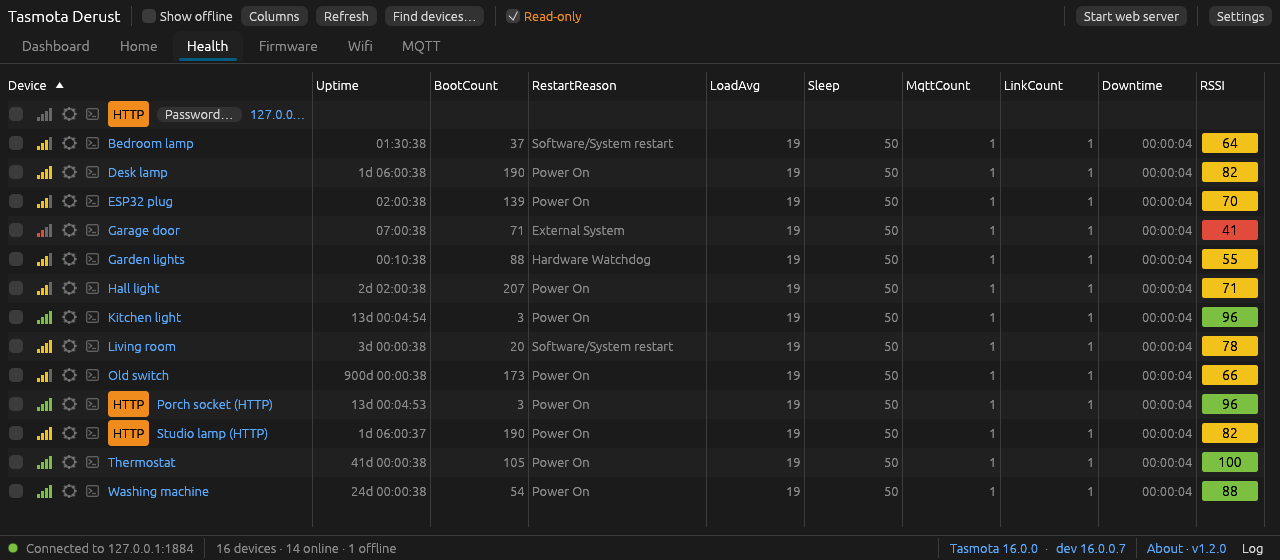 Tasmota Derust Show offline Columns Refresh Find devices... Read-only Start web server Settings
Dashboard Home Health Firmware Wifi MQTT
Device ▲ Uptime BootCount RestartReason LoadAvg Sleep MqttCount LinkCount Downtime RSSI
HTTP Password... 127.0.0...
Bedroom lamp 01:30:38 37 Software/System restart 19 50 1 1 00:00:04 64
Desk lamp 1d 06:00:38 190 Power On 19 50 1 1 00:00:04 82
ESP32 plug 02:00:38 139 Power On 19 50 1 1 00:00:04 70
Garage door 07:00:38 71 External System 19 50 1 1 00:00:04 41
Garden lights 00:10:38 88 Hardware Watchdog 19 50 1 1 00:00:04 55
Hall light 2d 02:00:38 207 Power On 19 50 1 1 00:00:04 71
Kitchen light 13d 00:04:54 3 Power On 19 50 1 1 00:00:04 96
Living room 3d 00:00:38 20 Software/System restart 19 50 1 1 00:00:04 78
Old switch 900d 00:00:38 173 Power On 19 50 1 1 00:00:04 66
HTTP Porch socket (HTTP) 13d 00:04:53 3 Power On 19 50 1 1 00:00:04 96
HTTP Studio lamp (HTTP) 1d 06:00:37 190 Power On 19 50 1 1 00:00:04 82
Thermostat 41d 00:00:38 105 Power On 19 50 1 1 00:00:04 100
Washing machine 24d 00:00:38 54 Power On 19 50 1 1 00:00:04 88
Connected to 127.0.0.1:1884 16 devices · 14 online · 1 offline Tasmota 16.0.0 · dev 16.0.0.7 About · v1.2.0 Log